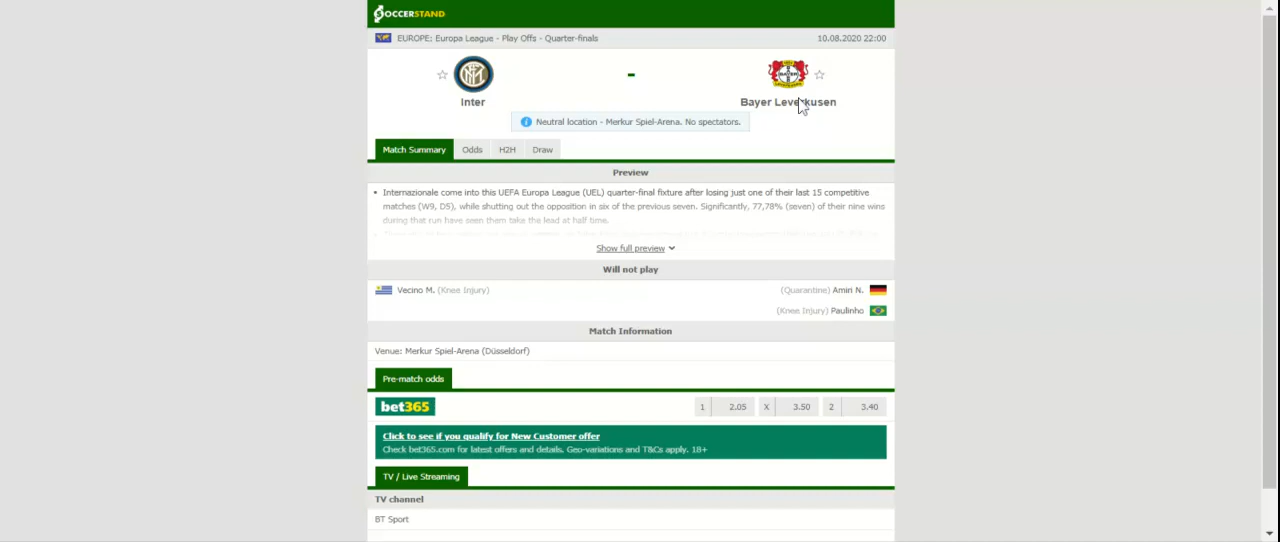 SOCCERSTAND
EUROPE: Europa League - Play Offs - Quarter-finals 10.08.2020 22:00
-
Inter Bayer Leverkusen
Neutral location - Merkur Spiel-Arena. No spectators.
Match Summary Odds H2H Draw
Preview
Internazionale come into this UEFA Europa League (UEL) quarter-final fixture after losing just one of their last 15 competitive
matches (W9, D5), while shutting out the opposition in six of the previous seven. Significantly, 77,78% (seven) of their nine wins
during that run have seen them take the lead at half time.
Show full preview
Will not play
Vecino M. (Knee Injury) (Quarantine) Amiri N.
(Knee Injury) Paulinho
Match Information
Venue: Merkur Spiel-Arena (Düsseldorf)
Pre-match odds
bet365 1 2.05 X 3.50 2 3.40
Click to see if you qualify for New Customer offer
Check bet365.com for latest offers and details. Geo-variations and T&Cs apply. 18+
TV / Live Streaming
TV channel
BT Sport